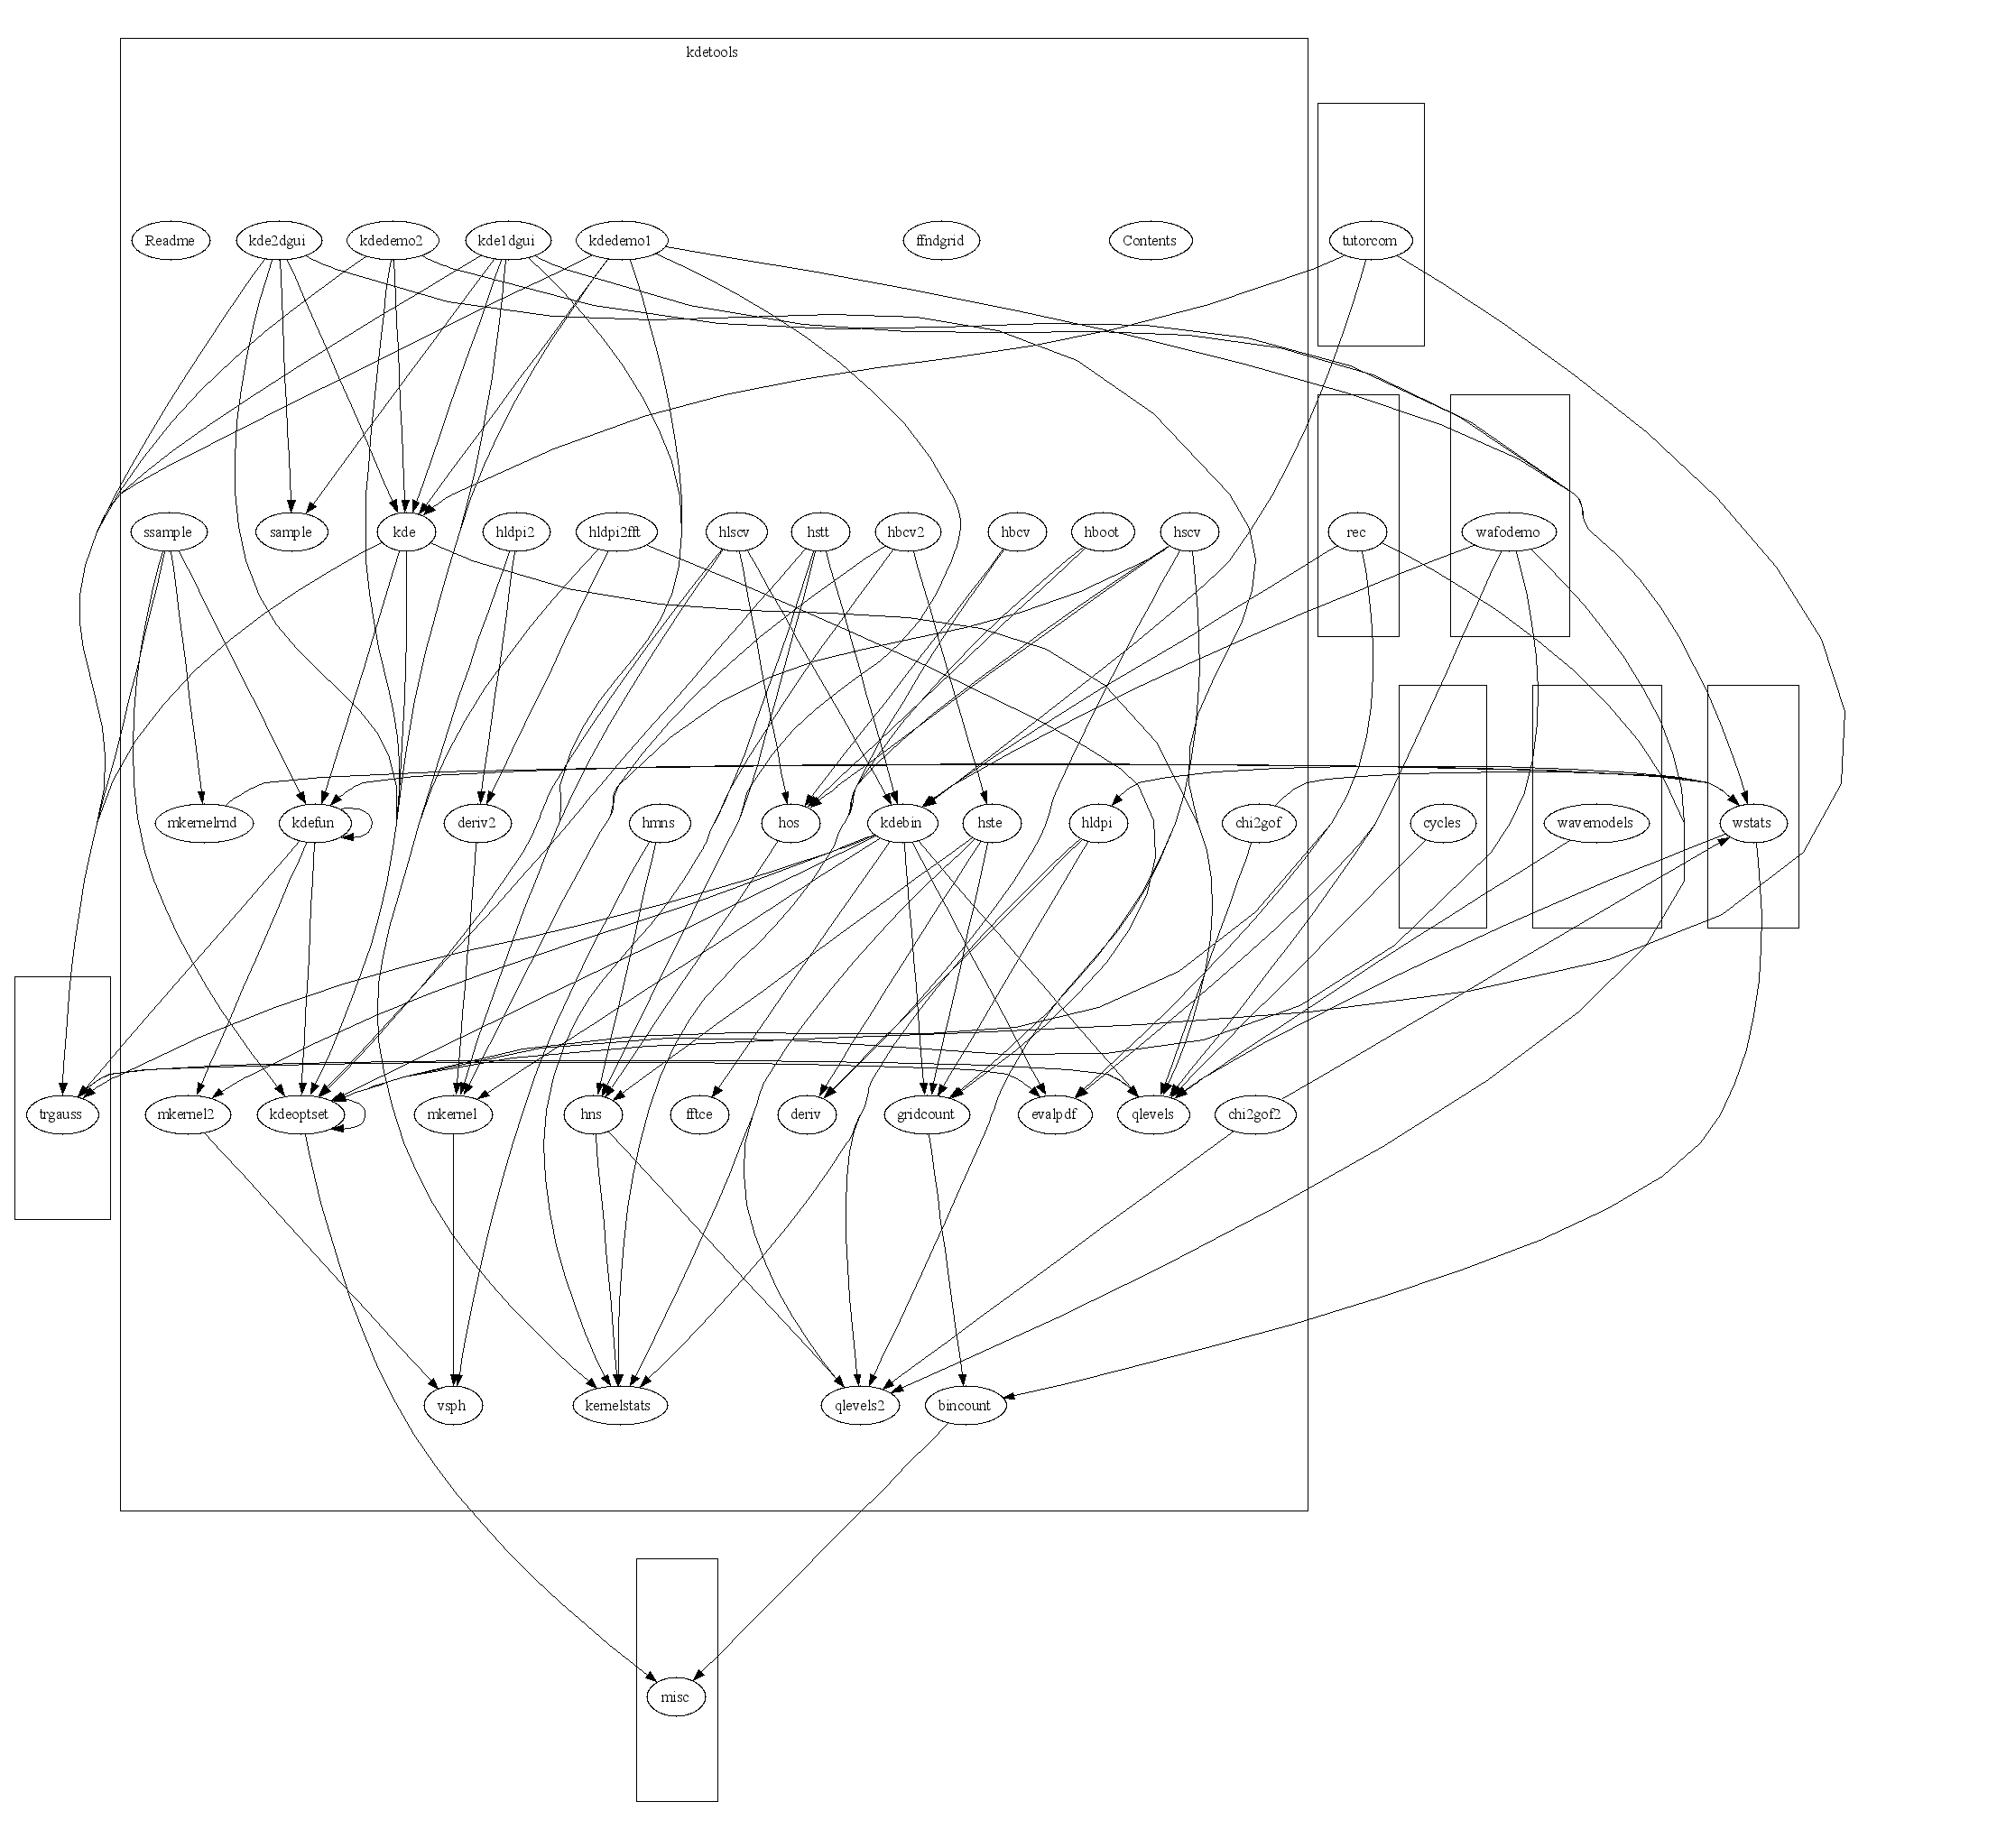 kdetools
Readme
kde2dgui
kdedemo2
kde1dgui
kdedemo1
ffndgrid
Contents
tutorcom
ssample
sample
kde
hldpi2
hldpi2fft
hlscv
hstt
hbcv2
hbcv
hboot
hscv
rec
wafodemo
mkernelrnd
kdefun
deriv2
hmns
hos
kdebin
hste
hldpi
chi2gof
cycles
wavemodels
wstats
trgauss
mkernel2
kdeoptset
mkernel
hns
fftce
deriv
gridcount
evalpdf
qlevels
chi2gof2
vsph
kernelstats
qlevels2
bincount
misc